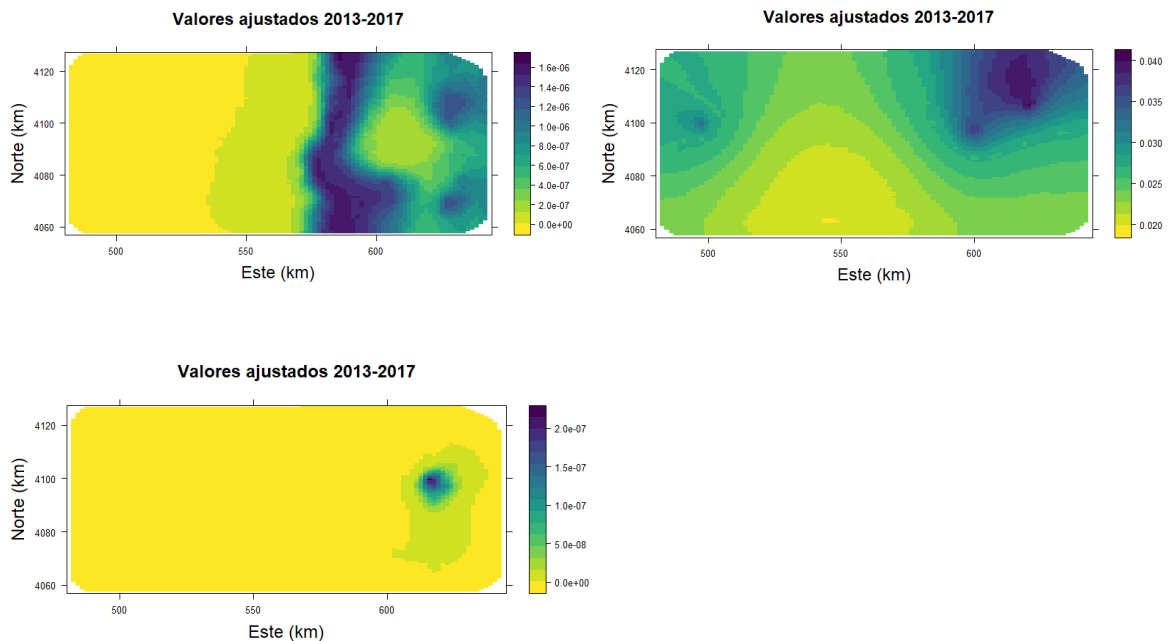 Valores ajustados 2013-2017
Norte (km)
4120
4100
4080
4060
500
550
600
Este (km)
1.6e-06
1.4e-06
1.2e-06
1.0e-06
8.0e-07
6.0e-07
4.0e-07
2.0e-07
0.0e+00
Valores ajustados 2013-2017
Norte (km)
4120
4100
4080
4060
500
550
600
Este (km)
0.040
0.035
0.030
0.025
0.020
Valores ajustados 2013-2017
Norte (km)
4120
4100
4080
4060
500
550
600
Este (km)
2.0e-07
1.5e-07
1.0e-07
5.0e-08
0.0e+00